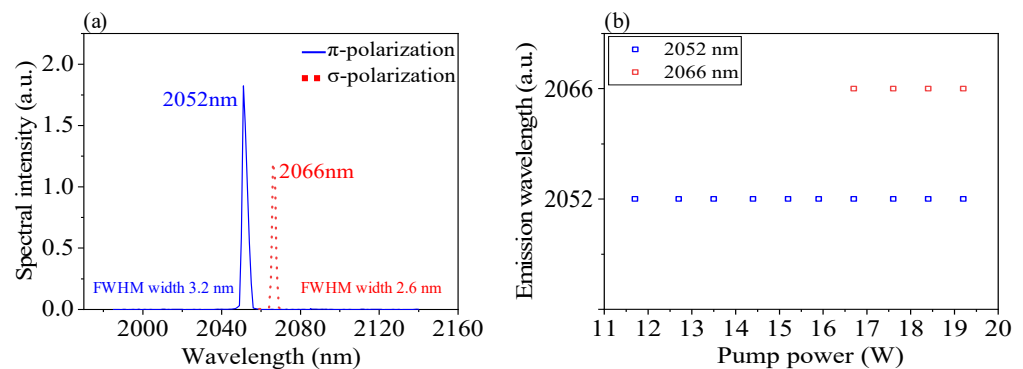 (a)
Spectral intensity (a.u.)
2.0
1.5
1.0
0.5
0.0
π-polarization
σ-polarization
2052nm
2066nm
FWHM width 3.2 nm
FWHM width 2.6 nm
2000 2040 2080 2120 2160
Wavelength (nm)
(b)
Emission wavelength (a.u.)
2052 nm
2066 nm
2066
2052
11 12 13 14 15 16 17 18 19 20
Pump power (W)